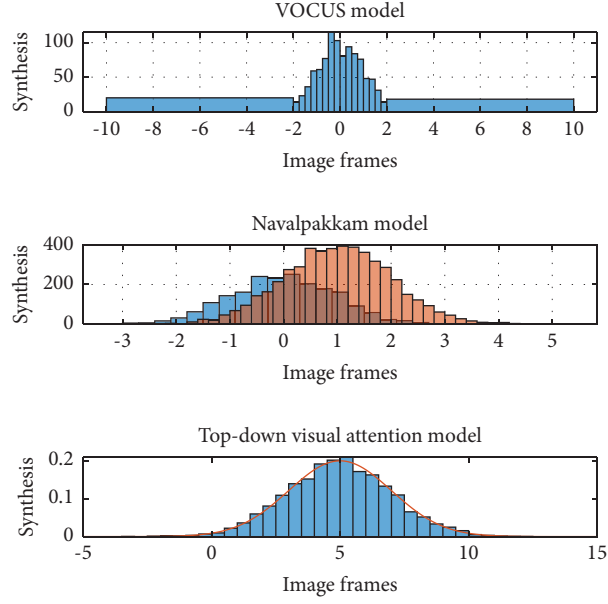 VOCUS model
100
50
0
Synthesis
-10 -8 -6 -4 -2 0 2 4 6 8 10
Image frames
Navalpakkam model
400
200
0
Synthesis
-3 -2 -1 0 1 2 3 4 5
Image frames
Top-down visual attention model
0.2
0.1
0
Synthesis
-5 0 5 10 15
Image frames